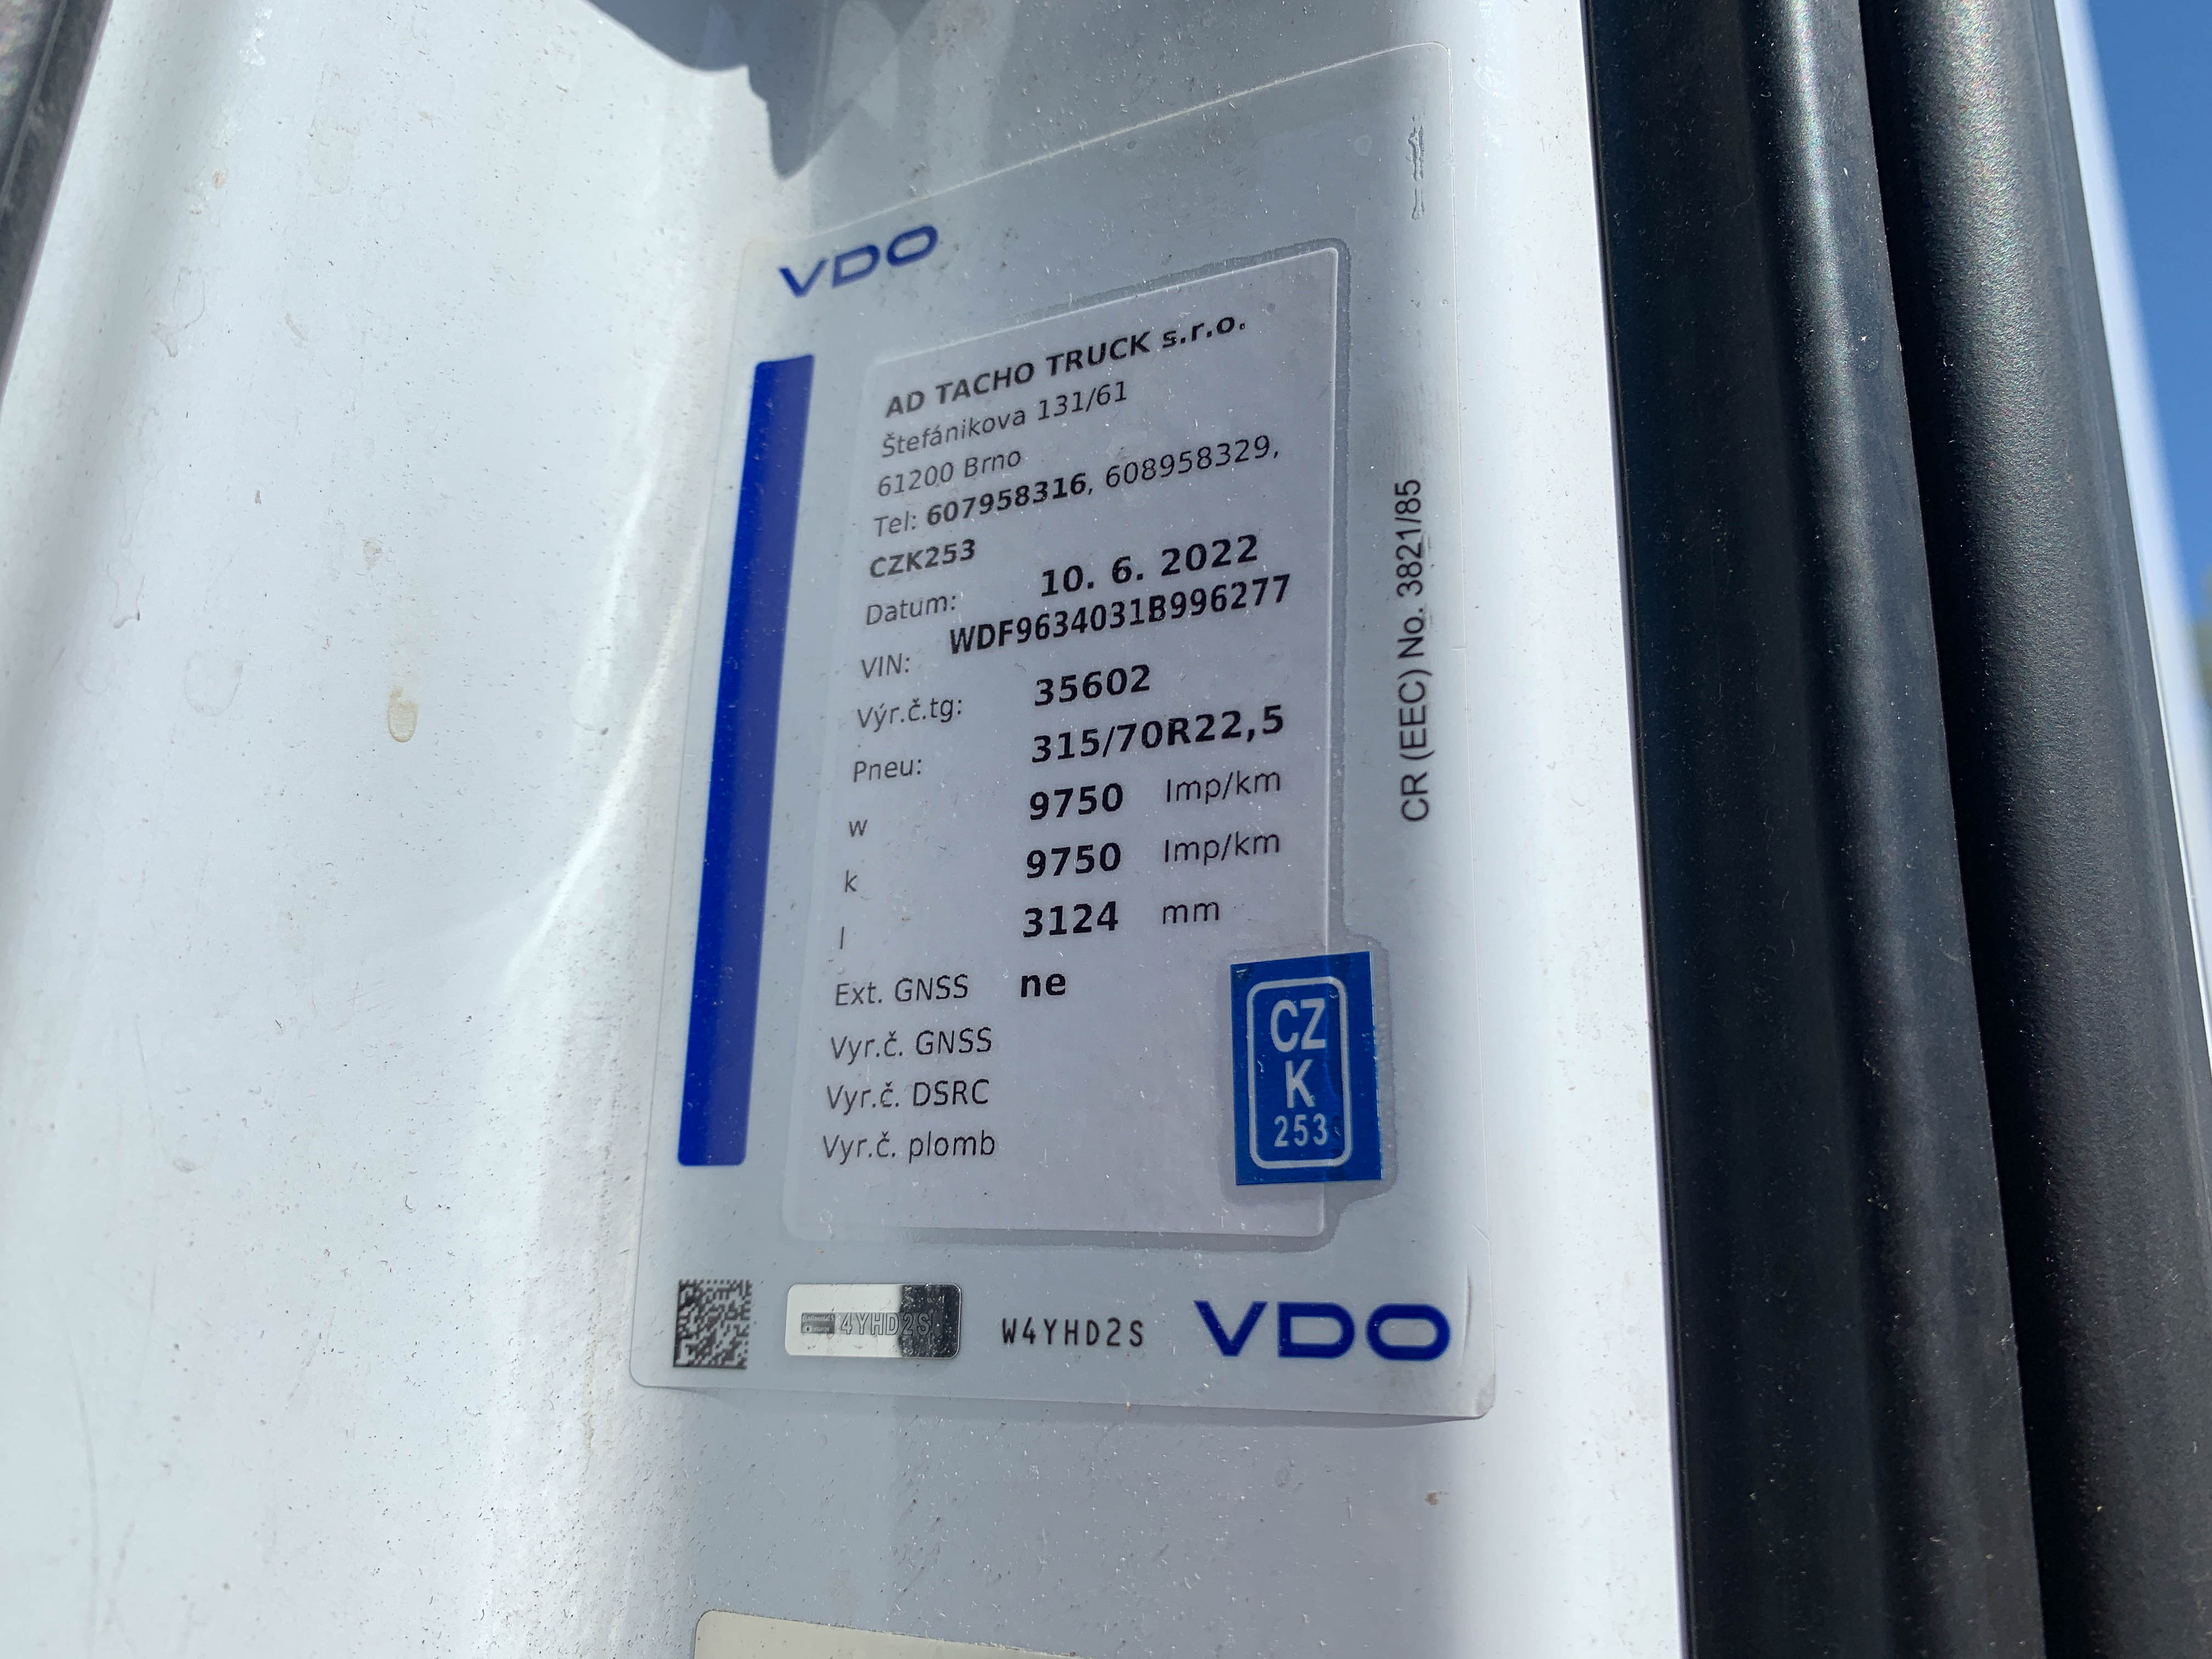 VDO
AD TACHO TRUCK s.r.o.
Štefánikova 131/61
61200 Brno
Tel: 607958316, 608958329,
CZK253
Datum: 10. 6. 2022
VIN: WDF9634031B996277
Výr.č.tg: 35602
Pneu: 315/70R22,5
w 9750 Imp/km
k 9750 Imp/km
l 3124 mm
Ext. GNSS ne
Vyr.č. GNSS
Vyr.č. DSRC
Vyr.č. plomb
CZ
K
253
CR (EEC) No. 3821/85
4YHD2S
W4YHD2S
VDO